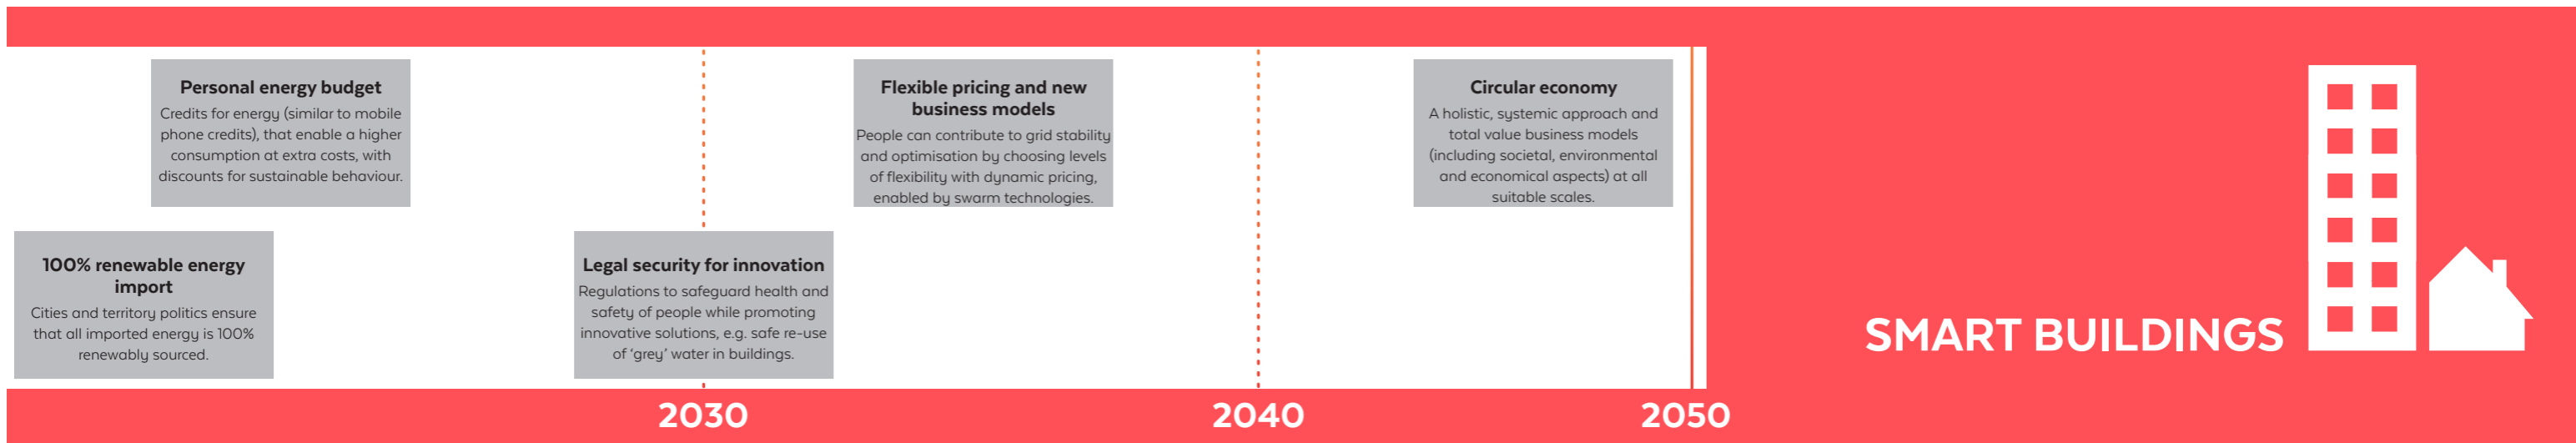 Personal energy budget
Credits for energy (similar to mobile
phone credits), that enable a higher
consumption at extra costs, with
discounts for sustainable behaviour.
100% renewable energy
import
Cities and territory politics ensure
that all imported energy is 100%
renewably sourced.
Legal security for innovation
Regulations to safeguard health and
safety of people while promoting
innovative solutions, e.g. safe re-use
of ‘grey’ water in buildings.
Flexible pricing and new
business models
People can contribute to grid stability
and optimisation by choosing levels
of flexibility with dynamic pricing,
enabled by swarm technologies.
Circular economy
A holistic, systemic approach and
total value business models
(including societal, environmental
and economical aspects) at all
suitable scales.
SMART BUILDINGS
2030
2040
2050